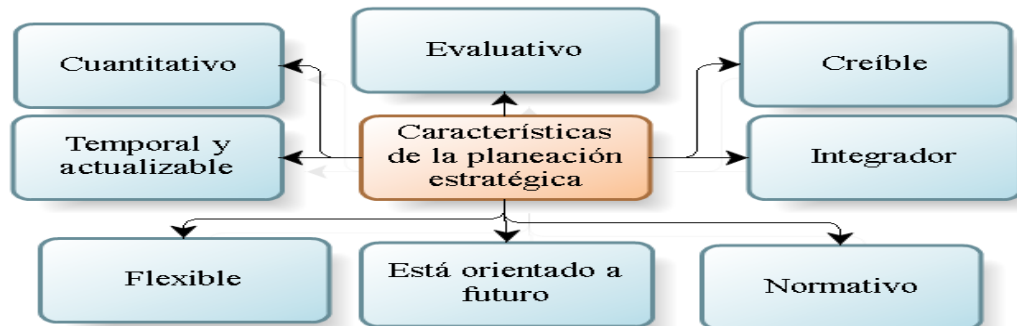 Cuantitativo
Evaluativo
Creíble
Temporal y
actualizable
Características
de la planeación
estratégica
Integrador
Flexible
Está orientado a
futuro
Normativo